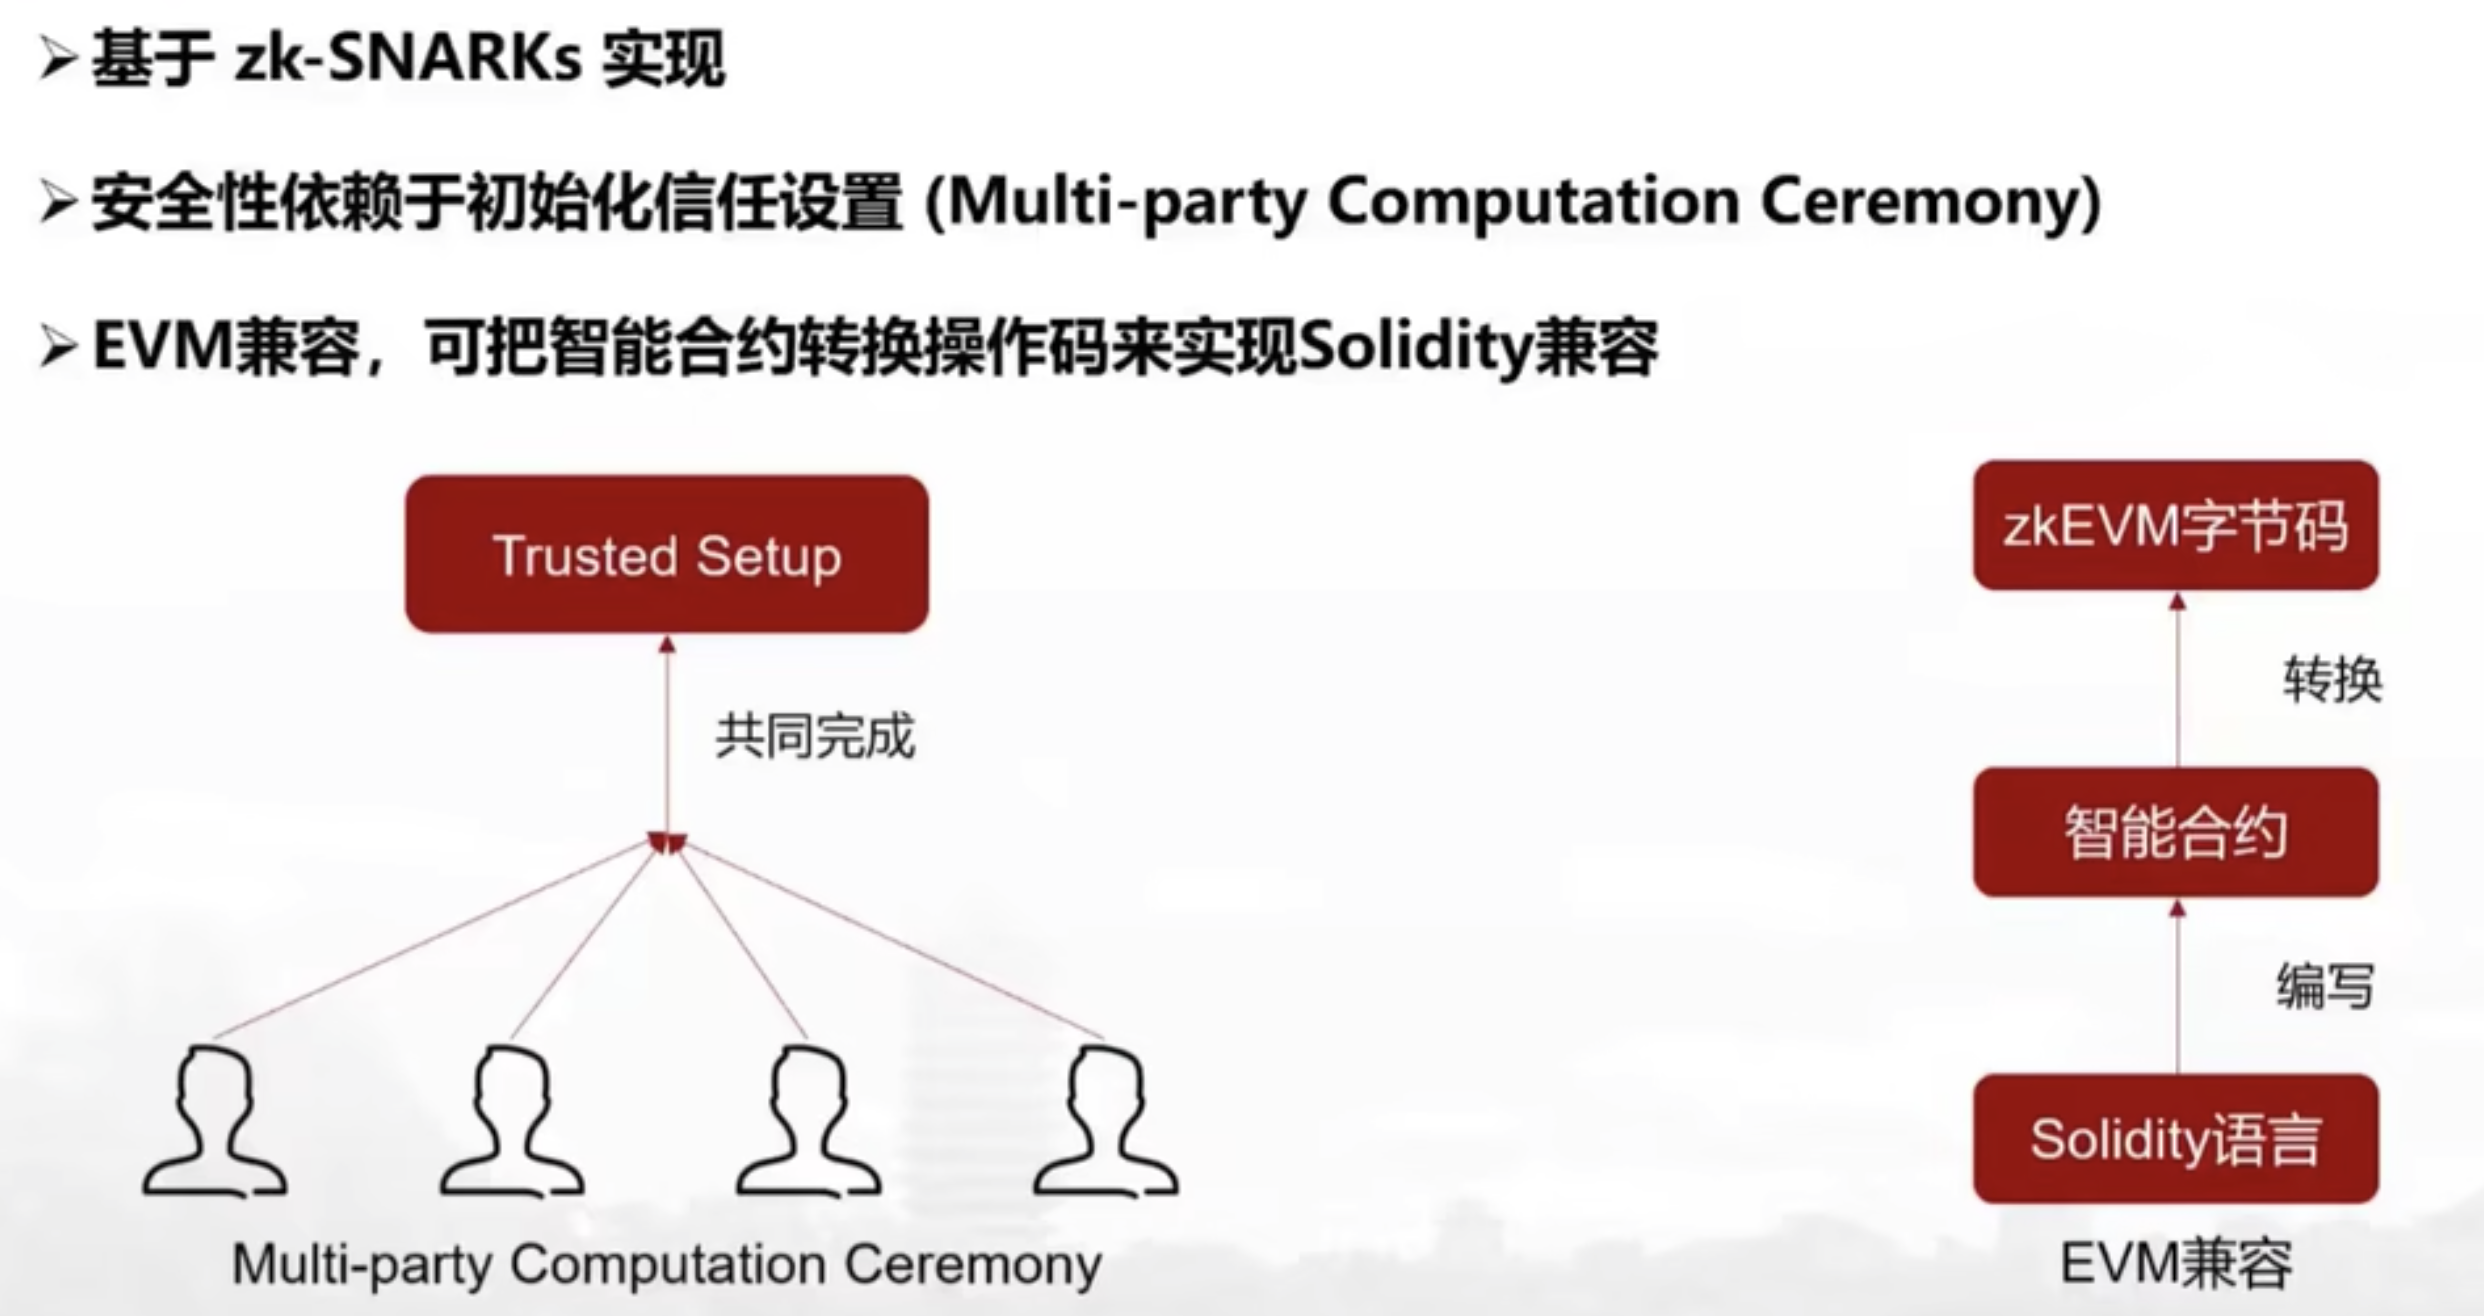 基于 zk-SNARKs 实现
安全性依赖于初始化信任设置 (Multi-party Computation Ceremony)
EVM兼容，可把智能合约转换操作码来实现Solidity兼容
Trusted Setup
共同完成
Multi-party Computation Ceremony
zkEVM字节码
转换
智能合约
编写
Solidity语言
EVM兼容